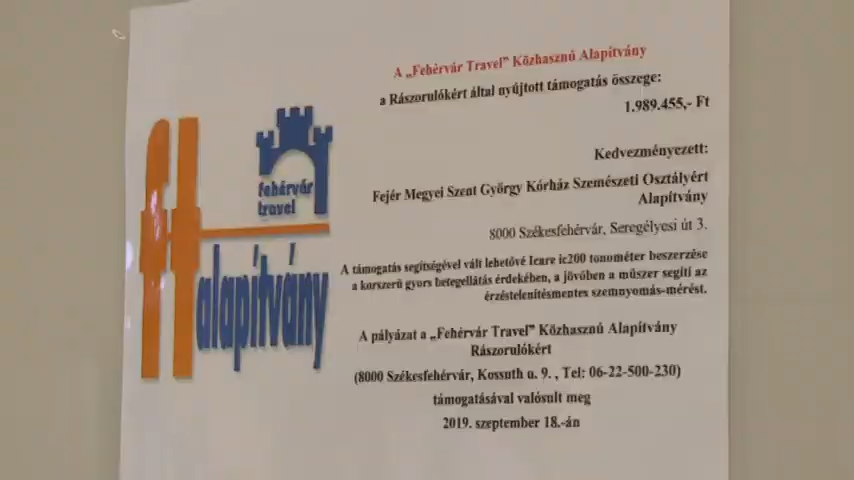 fehérvár
travel
alapítvány
A „Fehérvár Travel” Közhasznú Alapítvány
a Rászorulókért által nyújtott támogatás összege:
1.989.455,- Ft
Kedvezményezett:
Fejér Megyei Szent György Kórház Szemészeti Osztályért
Alapítvány
8000 Székesfehérvár, Seregélyesi út 3.
A támogatás segítségével vált lehetővé Icare ic200 tonométer beszerzése
a korszerű gyors betegellátás érdekében, a jövőben a műszer segíti az
érzéstelenítésmentes szemnyomás-mérést.
A pályázat a „Fehérvár Travel” Közhasznú Alapítvány
Rászorulókért
(8000 Székesfehérvár, Kossuth u. 9. , Tel: 06-22-500-230)
támogatásával valósult meg
2019. szeptember 18.-án